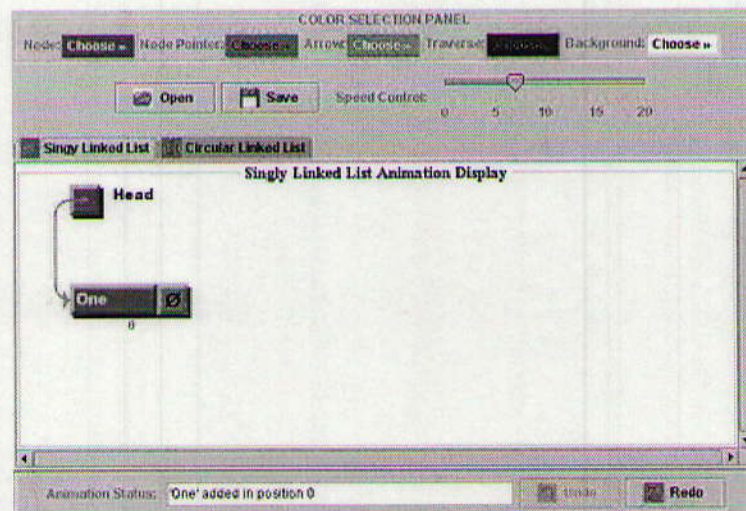 COLOR SELECTION PANEL
Node: Choose » Node Pointer: Choose » Arrow: Choose » Traverse: Choose » Background: Choose »
Open Save Speed Control:
0 5 10 15 20
Singy Linked List Circular Linked List
Singly Linked List Animation Display
Head
One Ø
0
Animation Status: 'One' added in position 0 Undo Redo